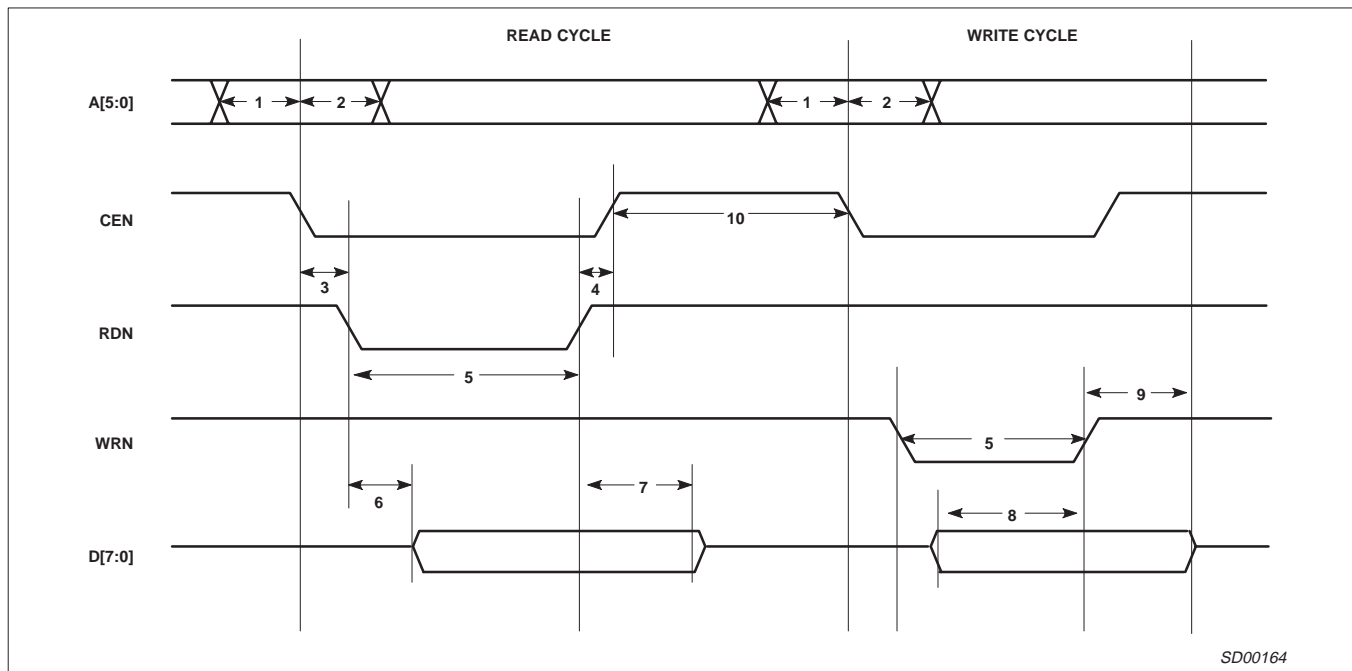 READ CYCLE WRITE CYCLE
A[5:0] 1 2 1 2
CEN 10
3 4
RDN
5
9
WRN 5
6 7
8
D[7:0]
SD00164